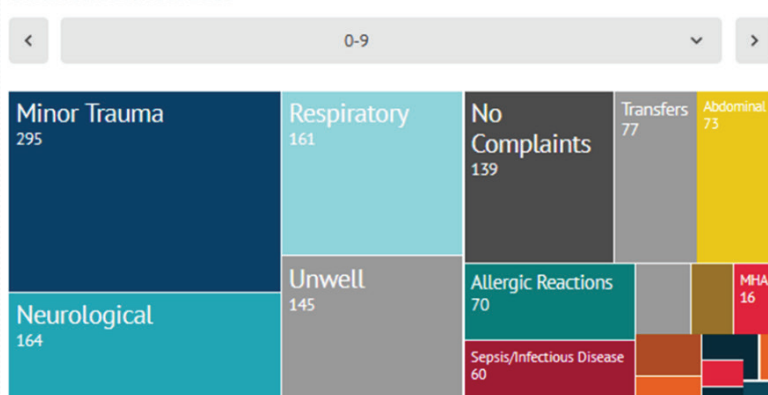 0-9
Minor Trauma
295
Respiratory
161
No
Complaints
139
Transfers
77
Abdominal
73
Neurological
164
Unwell
145
Allergic Reactions
70
Sepsis/Infectious Disease
60
MHA
16